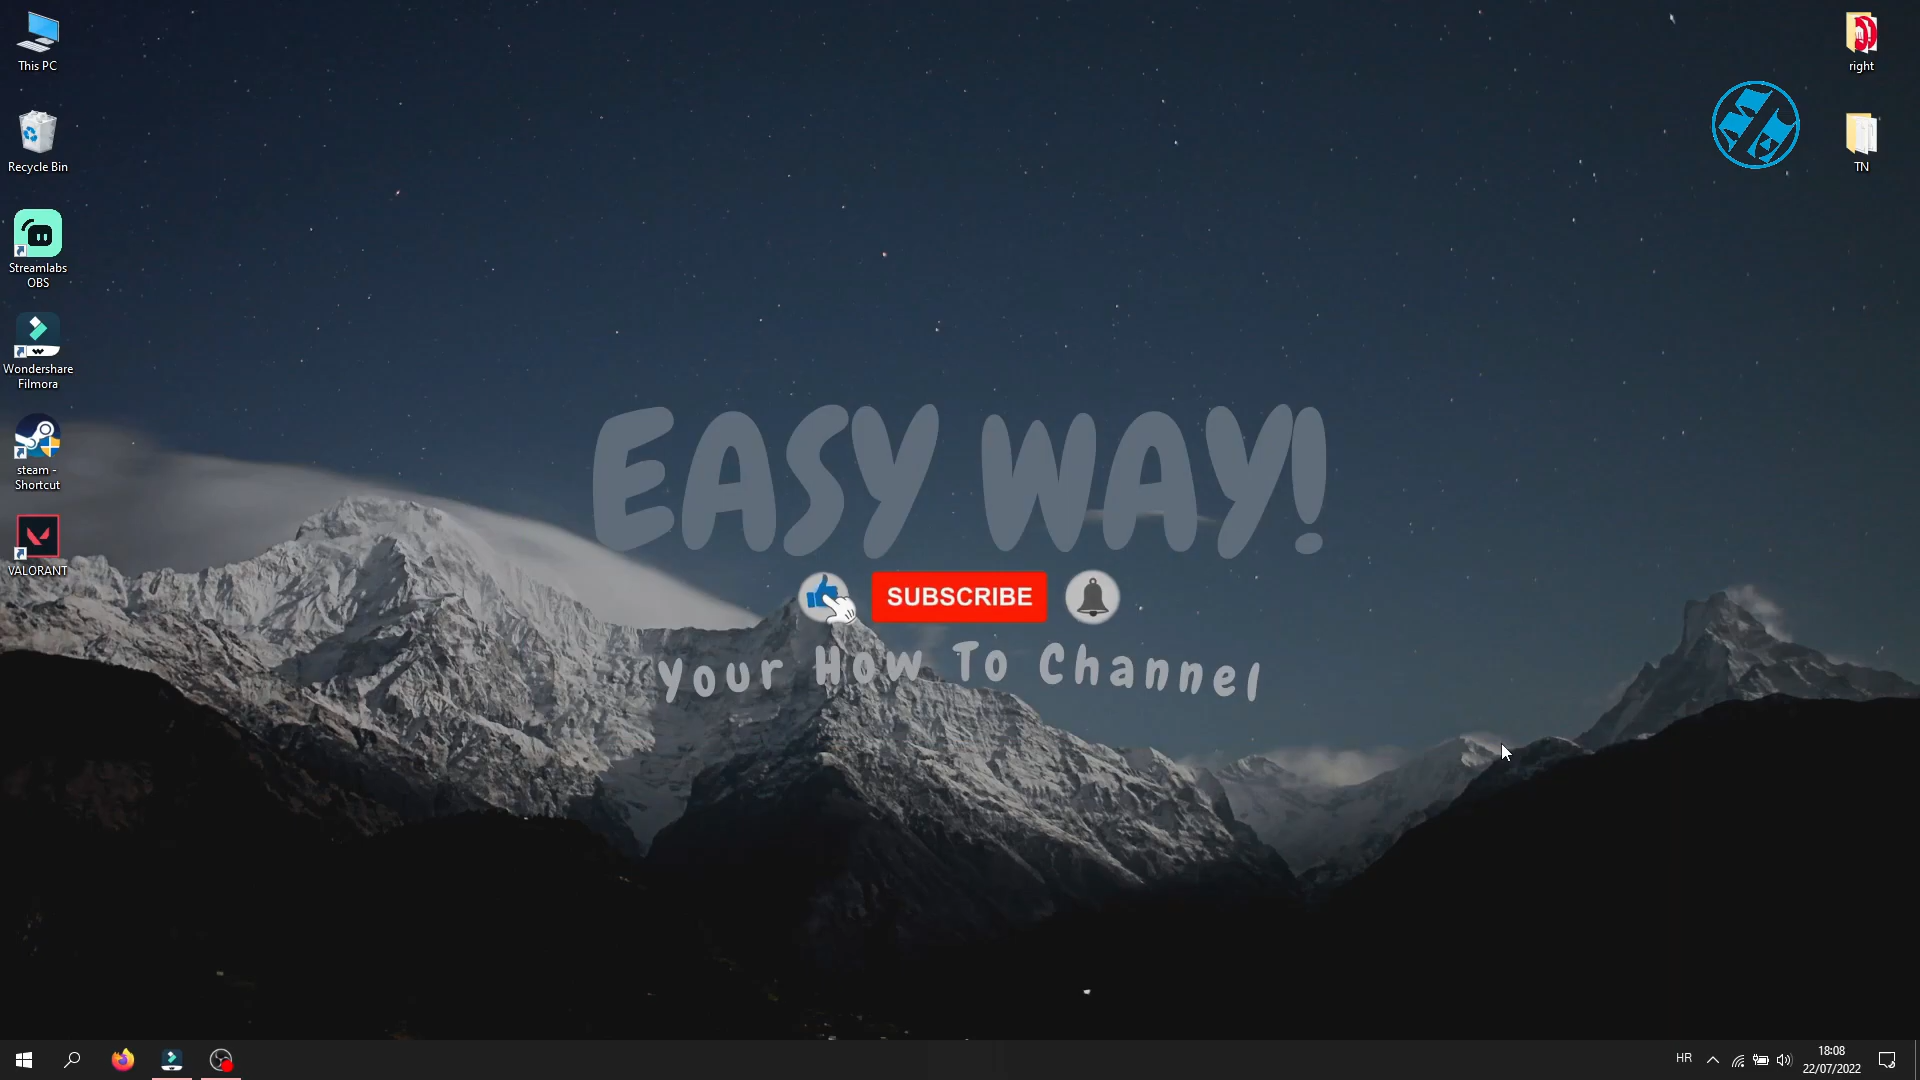 This PC
Recycle Bin
Streamlabs
OBS
Wondershare
Filmora
steam -
Shortcut
VALORANT
right
TN
EASY WAY!
SUBSCRIBE
Your How To Channel
HR
18:08
22/07/2022